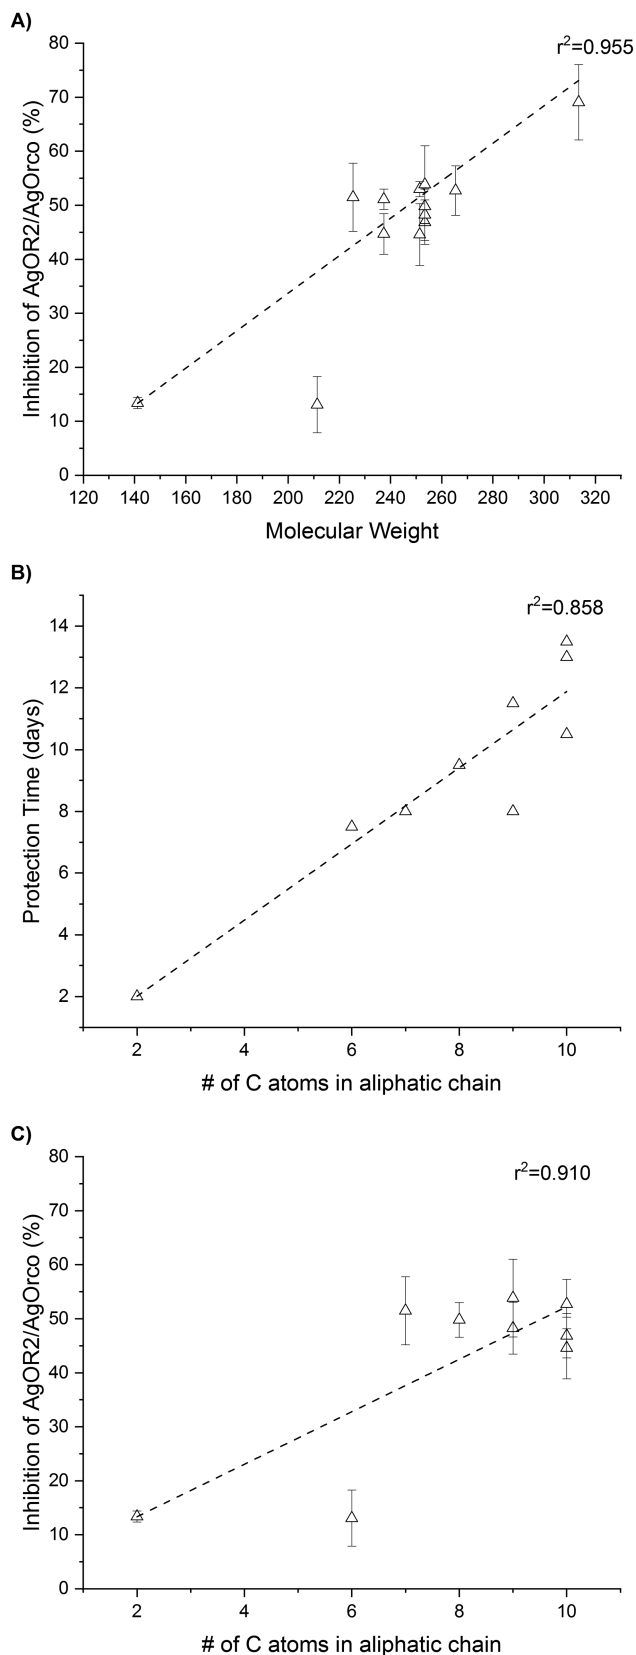 A)
r²=0.955
Inhibition of AgOR2/AgOrco (%)
80
70
60
50
40
30
20
10
0
120 140 160 180 200 220 240 260 280 300 320
Molecular Weight
B)
r²=0.858
Protection Time (days)
14
12
10
8
6
4
2
2 4 6 8 10
# of C atoms in aliphatic chain
C)
r²=0.910
Inhibition of AgOR2/AgOrco (%)
80
70
60
50
40
30
20
10
0
2 4 6 8 10
# of C atoms in aliphatic chain